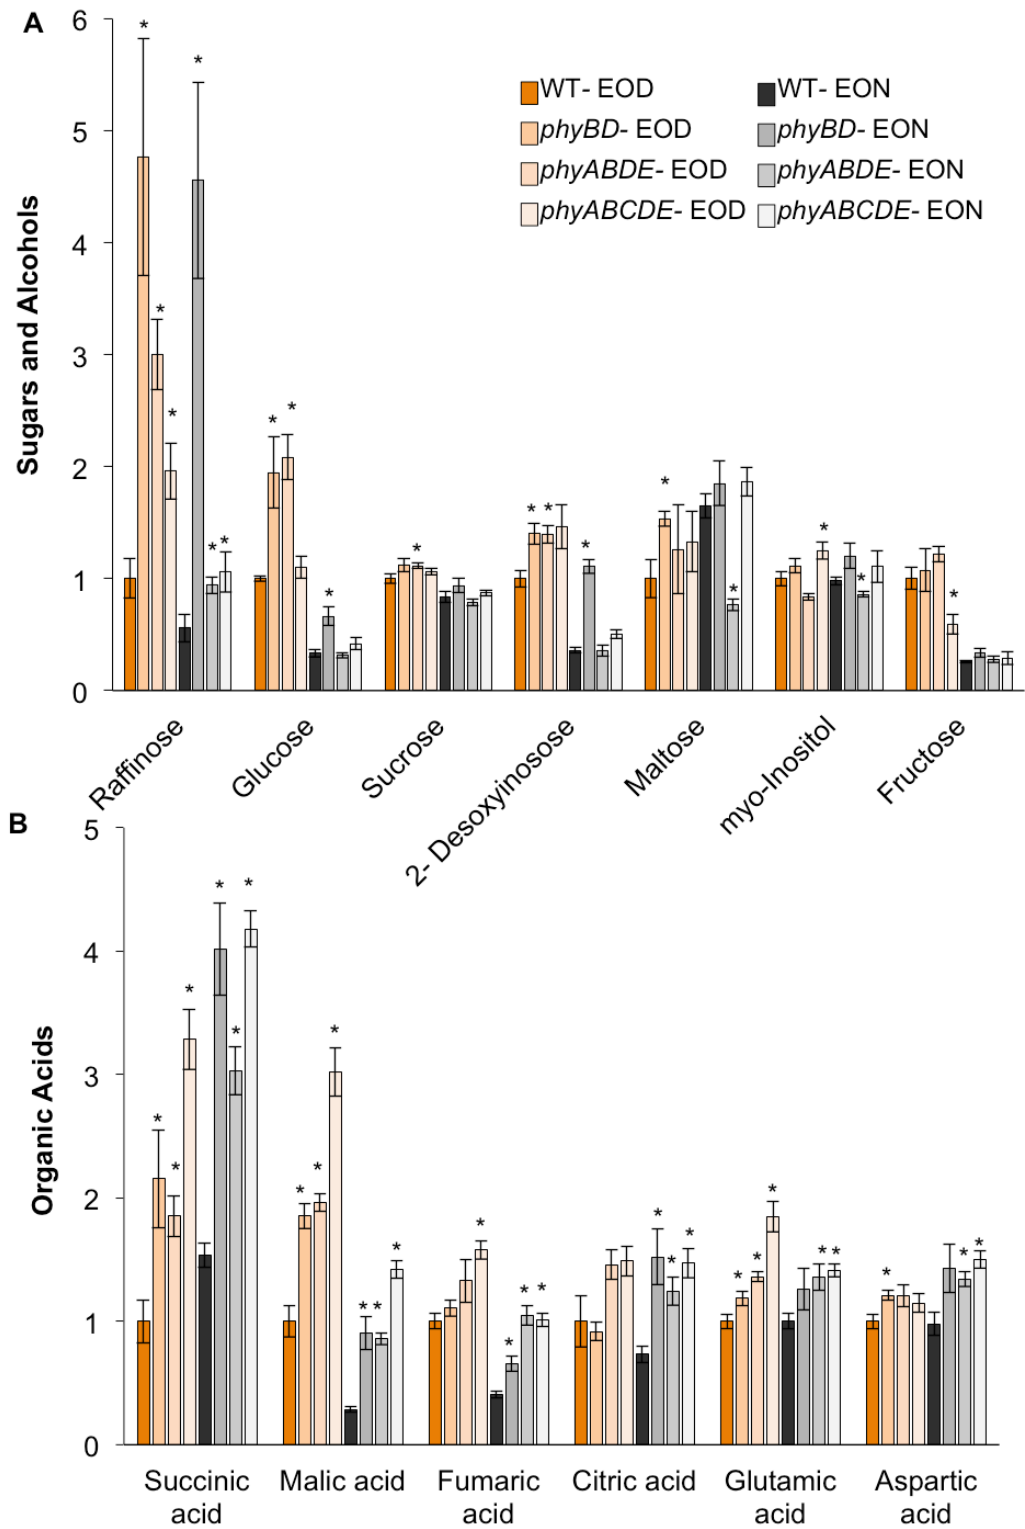 A
6
5
4
3
2
1
0
Sugars and Alcohols
WT- EOD
phyBD- EOD
phyABDE- EOD
phyABCDE- EOD
WT- EON
phyBD- EON
phyABDE- EON
phyABCDE- EON
* * * * * * *
* * *
*
* * *
* *
* *
*
Raffinose
Glucose
Sucrose
2- Desoxyinosose
Maltose
myo-Inositol
Fructose
B
5
4
3
2
1
0
Organic Acids
* * * * * *
* * * * * *
* * * *
* * *
* * * * *
* * *
Succinic
acid
Malic acid
Fumaric
acid
Citric acid
Glutamic
acid
Aspartic
acid